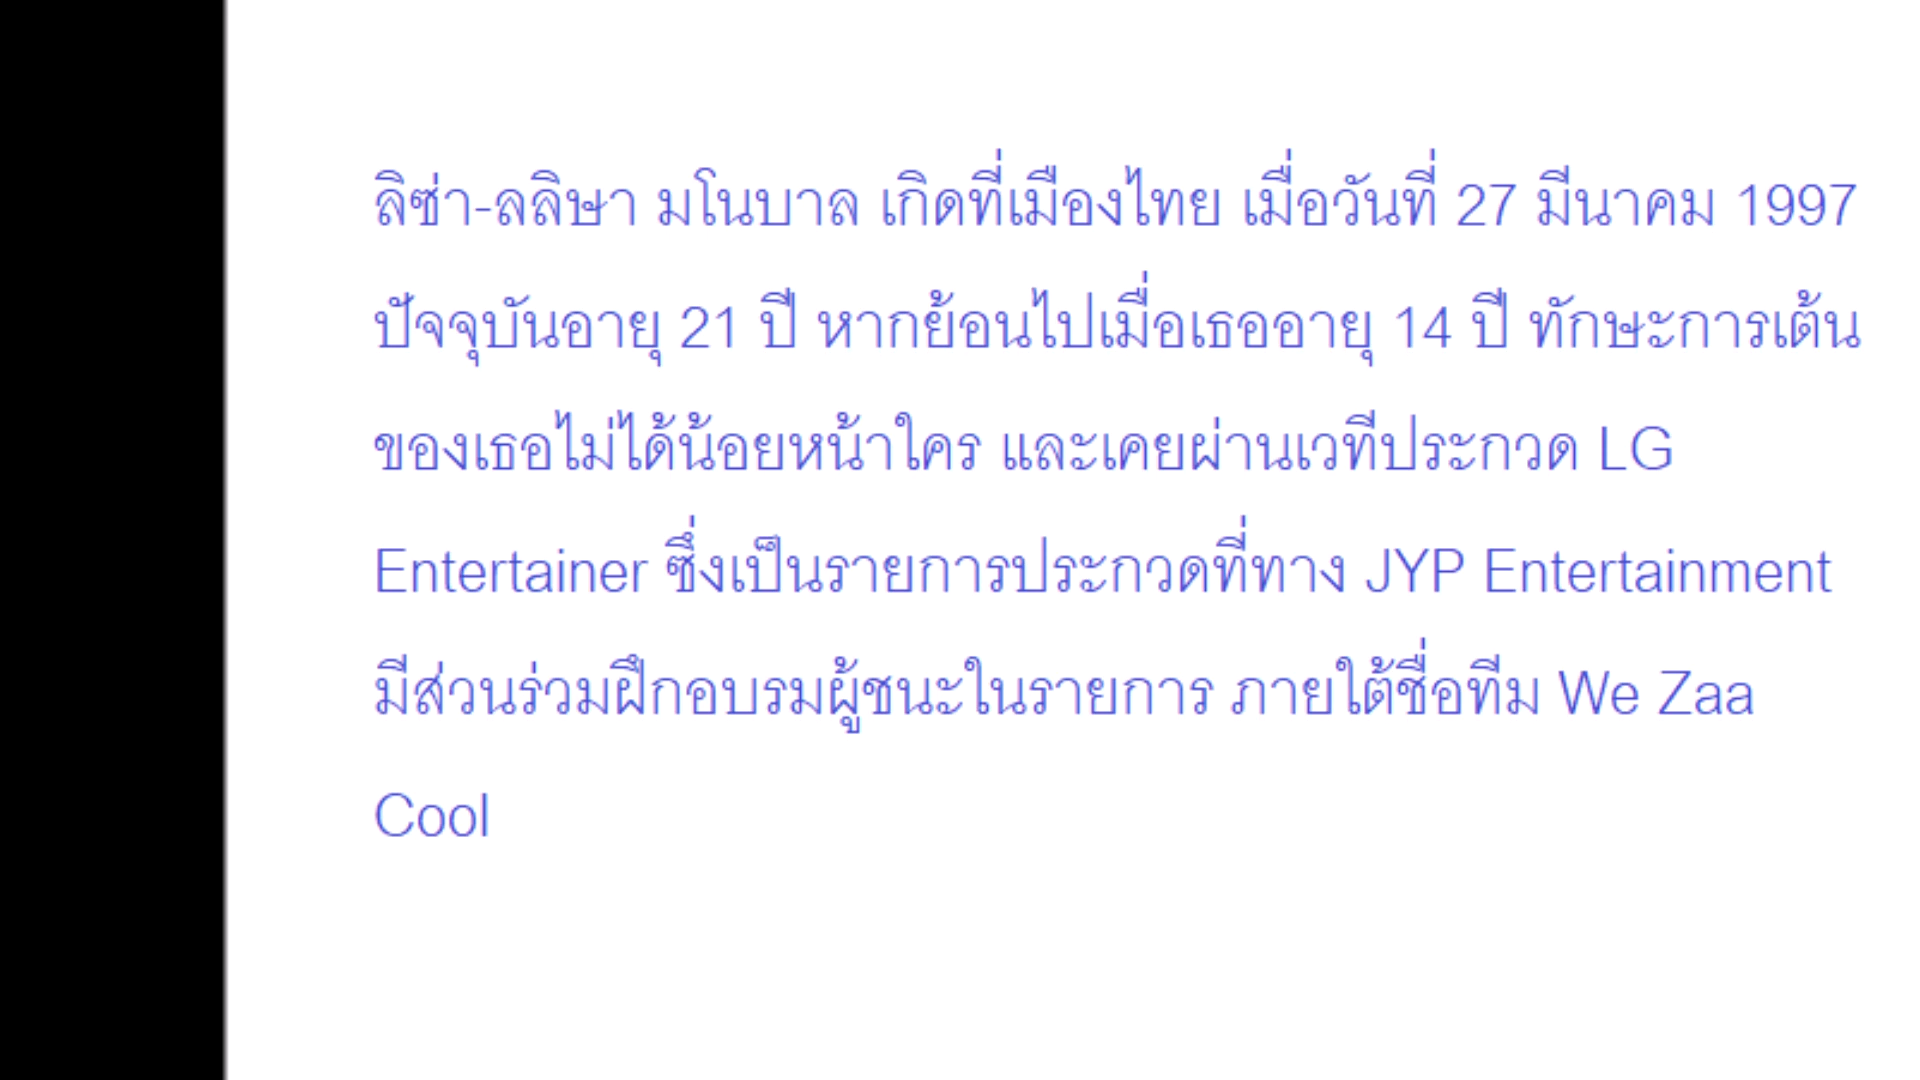 ลิซ่า-ลลิษา มโนบาล เกิดที่เมืองไทย เมื่อวันที่ 27 มีนาคม 1997
ปัจจุบันอายุ 21 ปี หากย้อนไปเมื่อเธออายุ 14 ปี ทักษะการเต้น
ของเธอไม่ได้น้อยหน้าใคร และเคยผ่านเวทีประกวด LG
Entertainer ซึ่งเป็นรายการประกวดที่ทาง JYP Entertainment
มีส่วนร่วมฝึกอบรมผู้ชนะในรายการ ภายใต้ชื่อทีม We Zaa
Cool